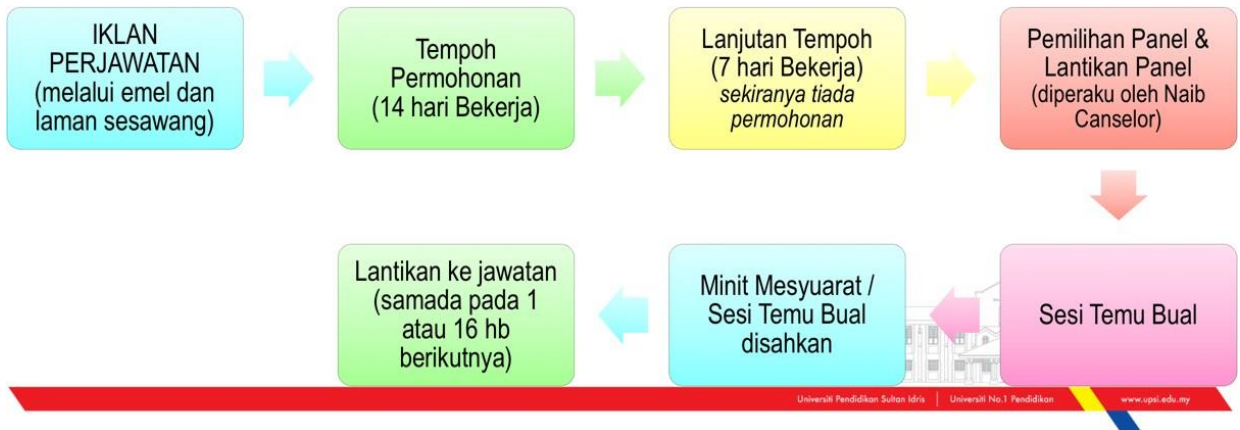 IKLAN
PERJAWATAN
(melalui emel dan
laman sesawang)
Tempoh
Permohonan
(14 hari Bekerja)
Lanjutan Tempoh
(7 hari Bekerja)
sekiranya tiada
permohonan
Pemilihan Panel &
Lantikan Panel
(diperaku oleh Naib
Canselor)
Sesi Temu Bual
Minit Mesyuarat /
Sesi Temu Bual
disahkan
Lantikan ke jawatan
(samada pada 1
atau 16 hb
berikutnya)
Universiti Pendidikan Sultan Idris | Universiti No.1 Pendidikan www.upsi.edu.my